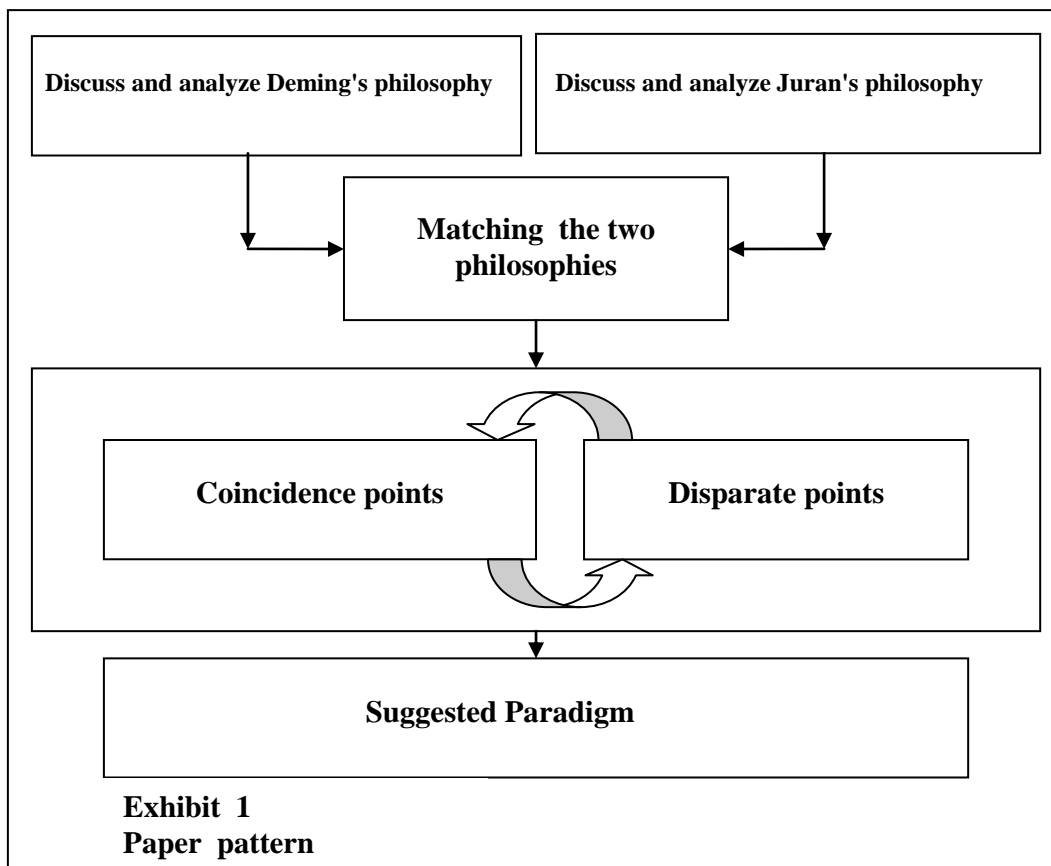 Discuss and analyze Deming's philosophy
Discuss and analyze Juran's philosophy
Matching the two
philosophies
Coincidence points
Disparate points
Suggested Paradigm
Exhibit 1
Paper pattern